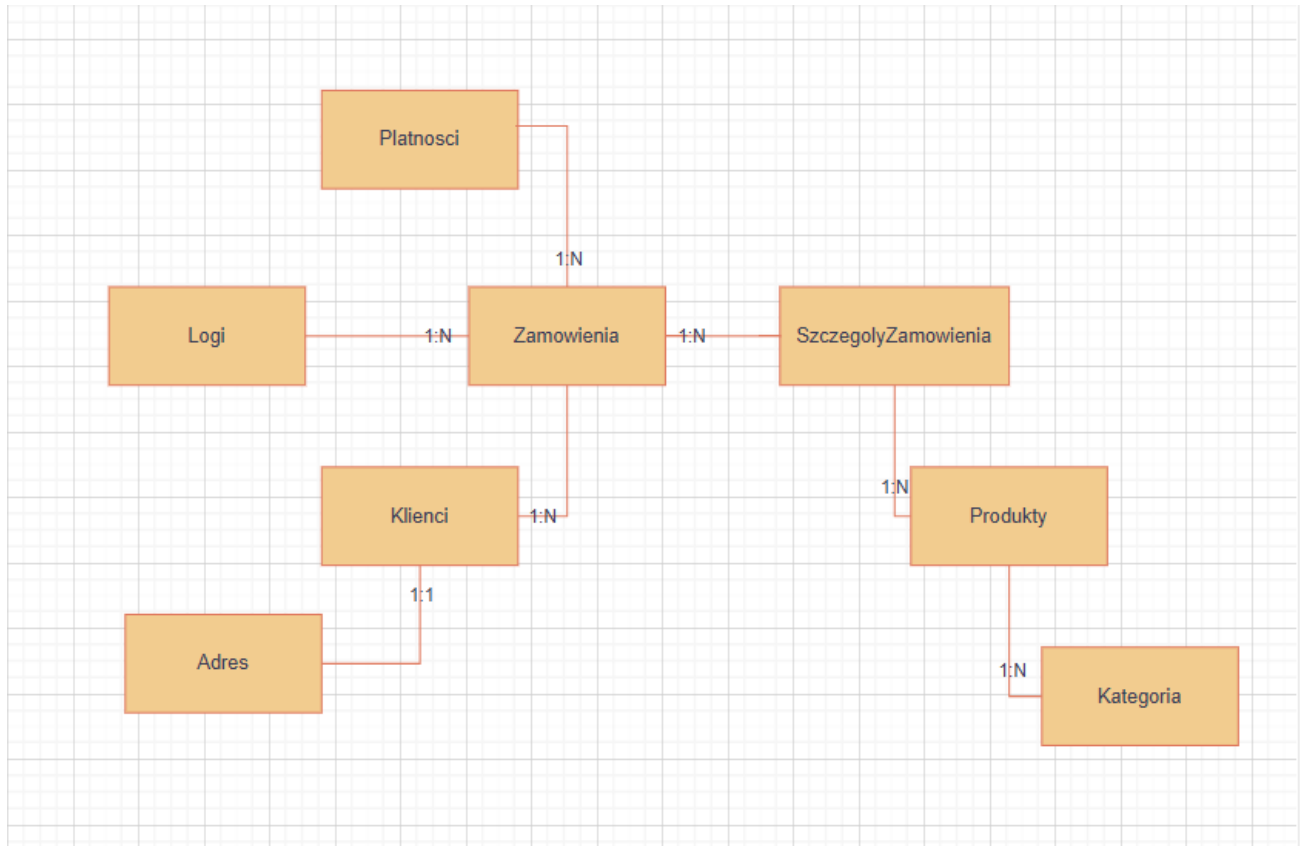 Platnosci
1:N
Logi
1:N
Zamowienia
1:N
SzczegolyZamowienia
Klienci
1:N
1:N
Produkty
1:1
Adres
1:N
Kategoria